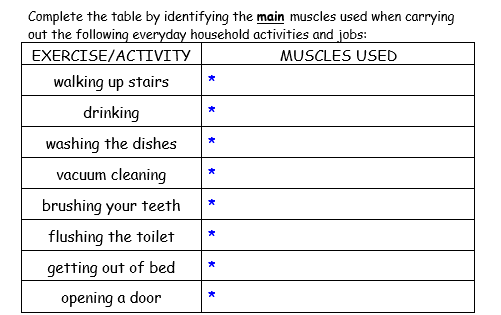 Complete the table by identifying the main muscles used when carrying
out the following everyday household activities and jobs:
EXERCISE/ACTIVITY MUSCLES USED
walking up stairs *
drinking *
washing the dishes *
vacuum cleaning *
brushing your teeth *
flushing the toilet *
getting out of bed *
opening a door *